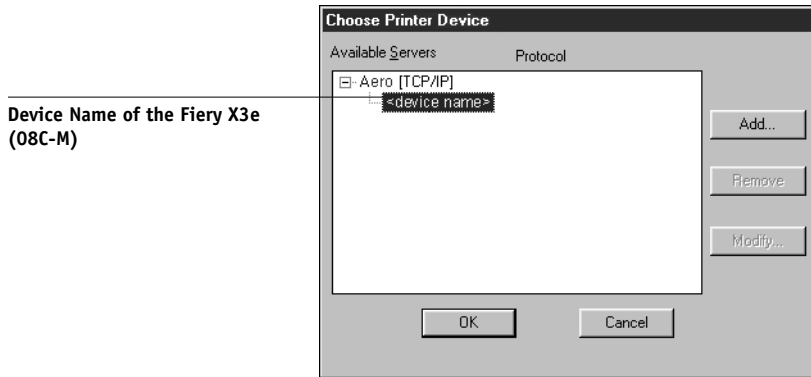 Choose Printer Device
Available Servers Protocol
Aero [TCP/IP]
<device name>
Device Name of the Fiery X3e
(08C-M)
Add...
Remove
Modify...
OK Cancel